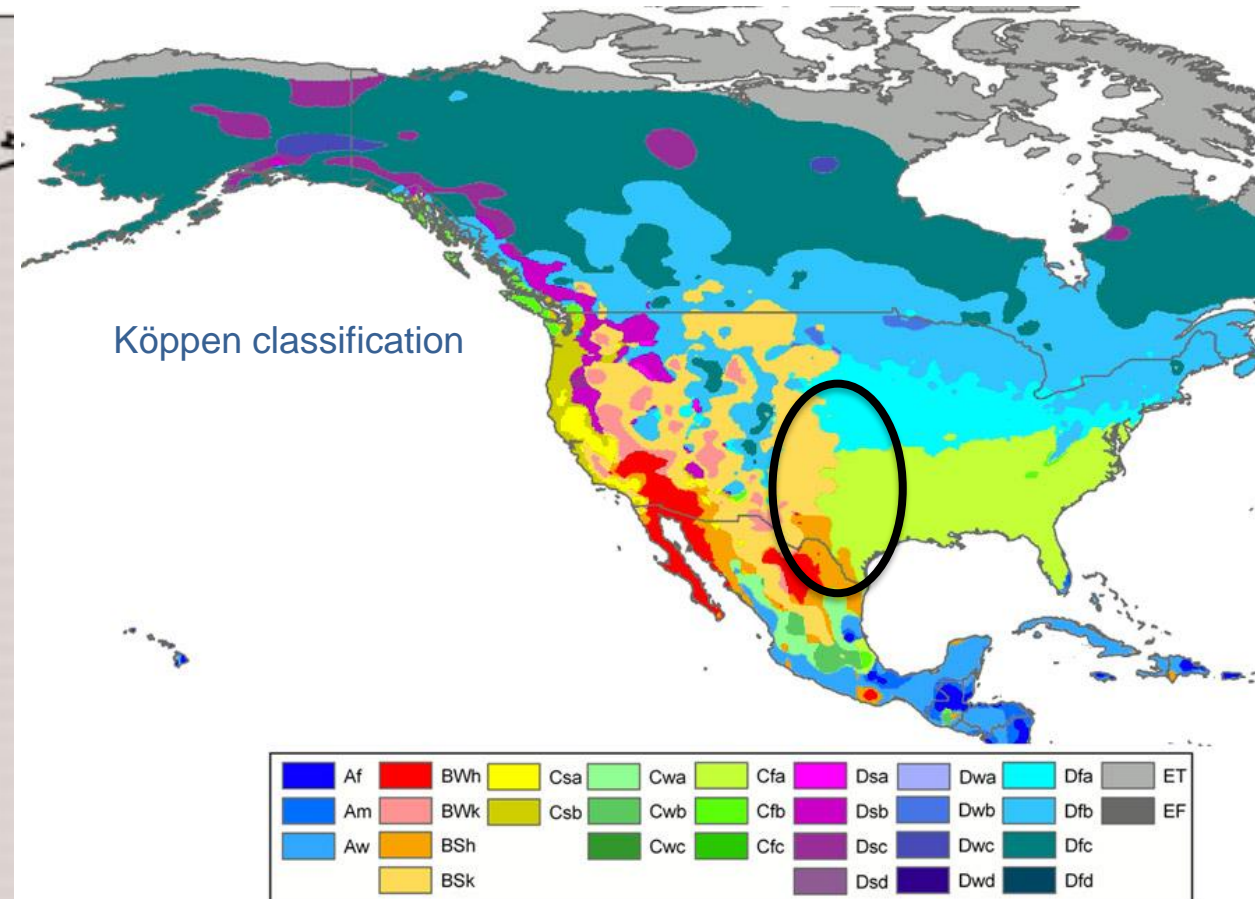 Köppen classification
Af BWh Csa Cwa Cfa Dsa Dwa Dfa ET
Am BWk Csb Cwb Cfb Dsb Dwb Dfb EF
Aw BSh Cwc Cfc Dsc Dwc Dfc
BSk Dsd Dwd Dfd